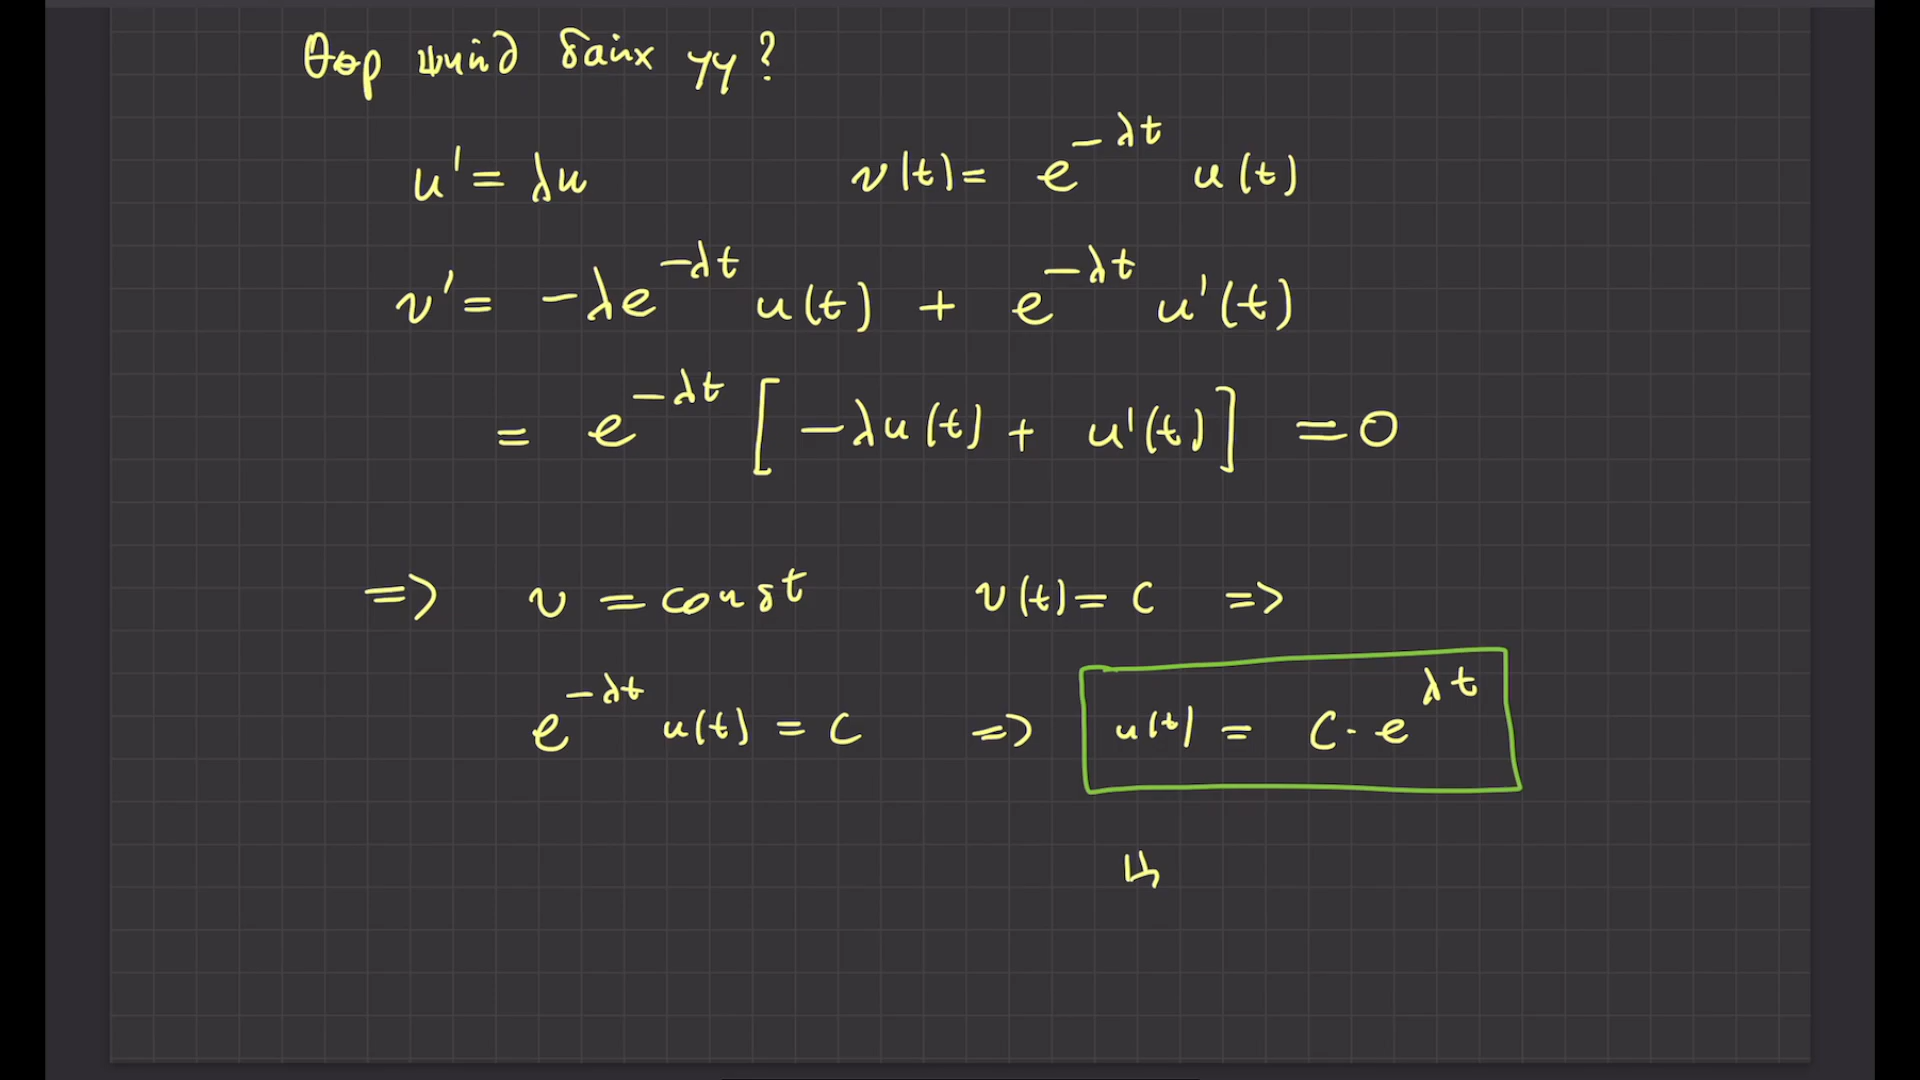 Өөр шийд байх уу?
u' = λu v(t) = e^{-λt} u(t)
v' = -λe^{-λt} u(t) + e^{-λt} u'(t)
= e^{-λt} [-λu(t) + u'(t)] = 0
=> v = const v(t) = c =>
e^{-λt} u(t) = C => u(t) = C · e^{λt}
Ц